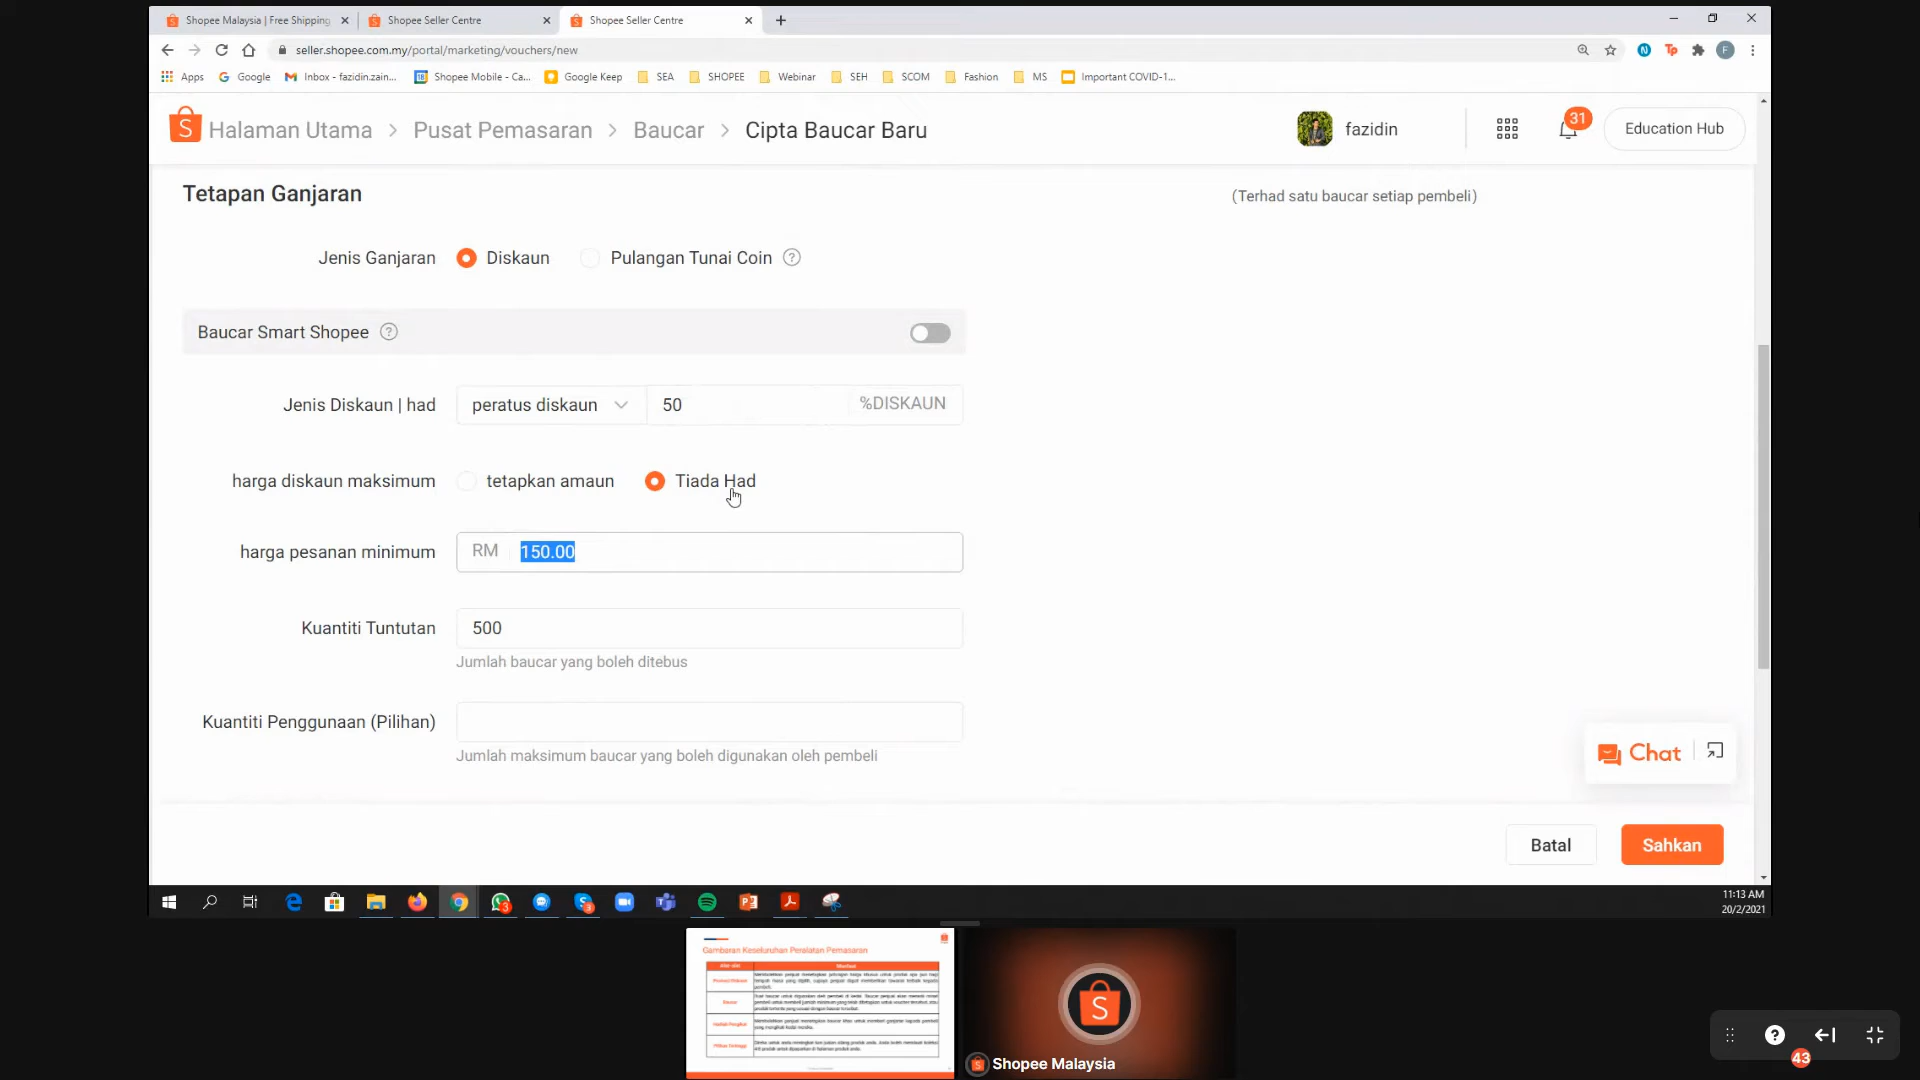 Shopee Malaysia | Free Shipping
Shopee Seller Centre
Shopee Seller Centre
seller.shopee.com.my/portal/marketing/vouchers/new
Apps
Google
Inbox - fazidin.zain...
Shopee Mobile - Ca...
Google Keep
SEA
SHOPEE
Webinar
SEH
SCOM
Fashion
MS
Important COVID-1...
Halaman Utama > Pusat Pemasaran > Baucar > Cipta Baucar Baru
fazidin
31
Education Hub
Tetapan Ganjaran
(Terhad satu baucar setiap pembeli)
Jenis Ganjaran
Diskaun
Pulangan Tunai Coin
Baucar Smart Shopee
Jenis Diskaun | had
peratus diskaun
50
%DISKAUN
harga diskaun maksimum
tetapkan amaun
Tiada Had
harga pesanan minimum
RM 150.00
Kuantiti Tuntutan
500
Jumlah baucar yang boleh ditebus
Kuantiti Penggunaan (Pilihan)
Jumlah maksimum baucar yang boleh digunakan oleh pembeli
Chat
Batal
Sahkan
11:13 AM
20/2/2021
Gambaran Keseluruhan Peralatan Pemasaran
Baucar
Shopee Malaysia
43